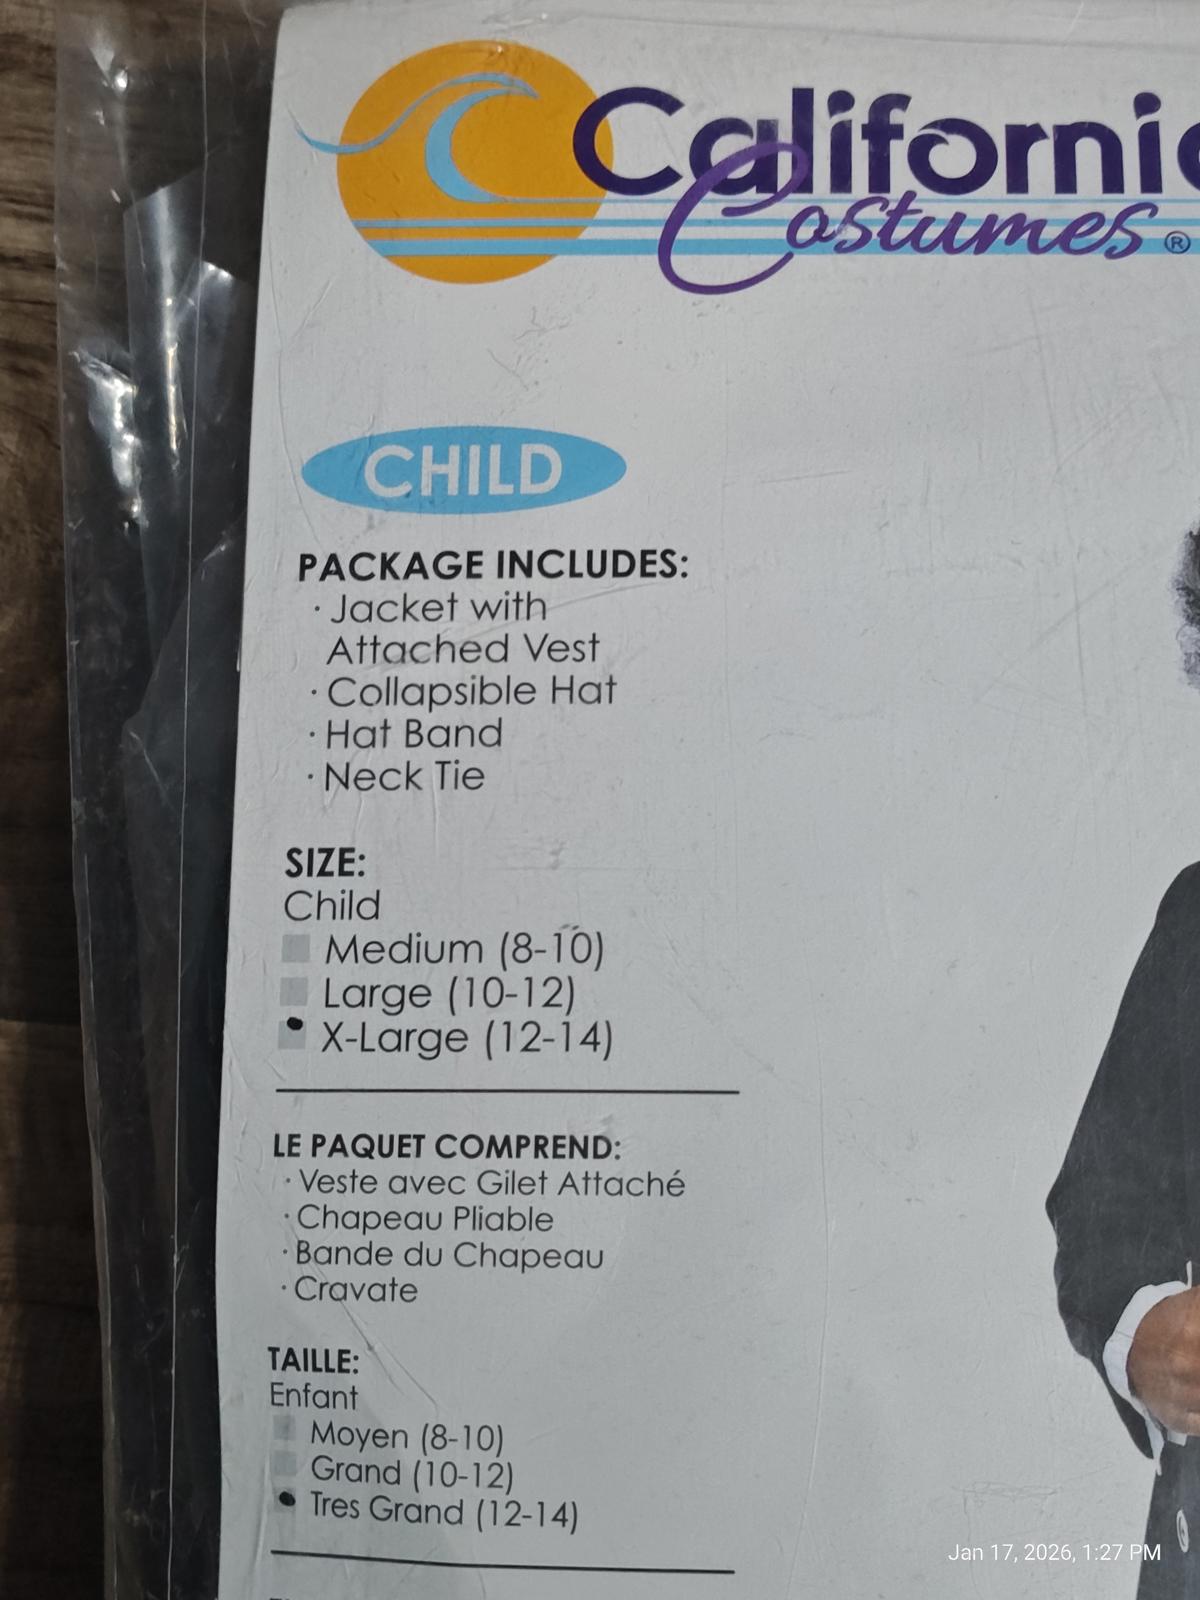 Californi
Costumes®
CHILD
PACKAGE INCLUDES:
· Jacket with
Attached Vest
· Collapsible Hat
· Hat Band
· Neck Tie
SIZE:
Child
Medium (8-10)
Large (10-12)
X-Large (12-14)
LE PAQUET COMPREND:
· Veste avec Gilet Attaché
· Chapeau Pliable
· Bande du Chapeau
· Cravate
TAILLE:
Enfant
Moyen (8-10)
Grand (10-12)
Tres Grand (12-14)
Jan 17, 2026, 1:27 PM